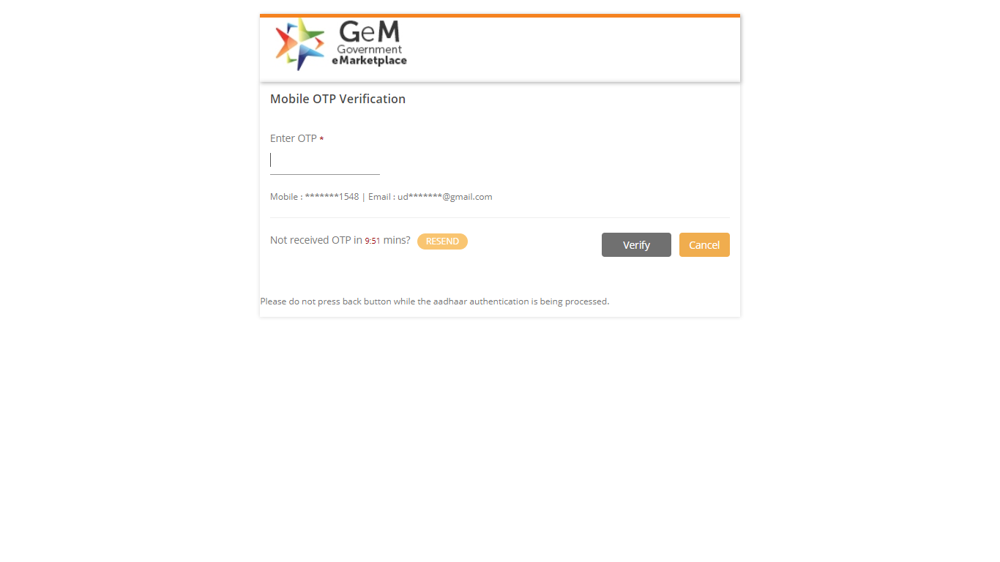 GeM
Government
eMarketplace
Mobile OTP Verification
Enter OTP *
Mobile : *******1548 | Email : ud*******@gmail.com
Not received OTP in 9:51 mins? RESEND Verify Cancel
Please do not press back button while the aadhaar authentication is being processed.